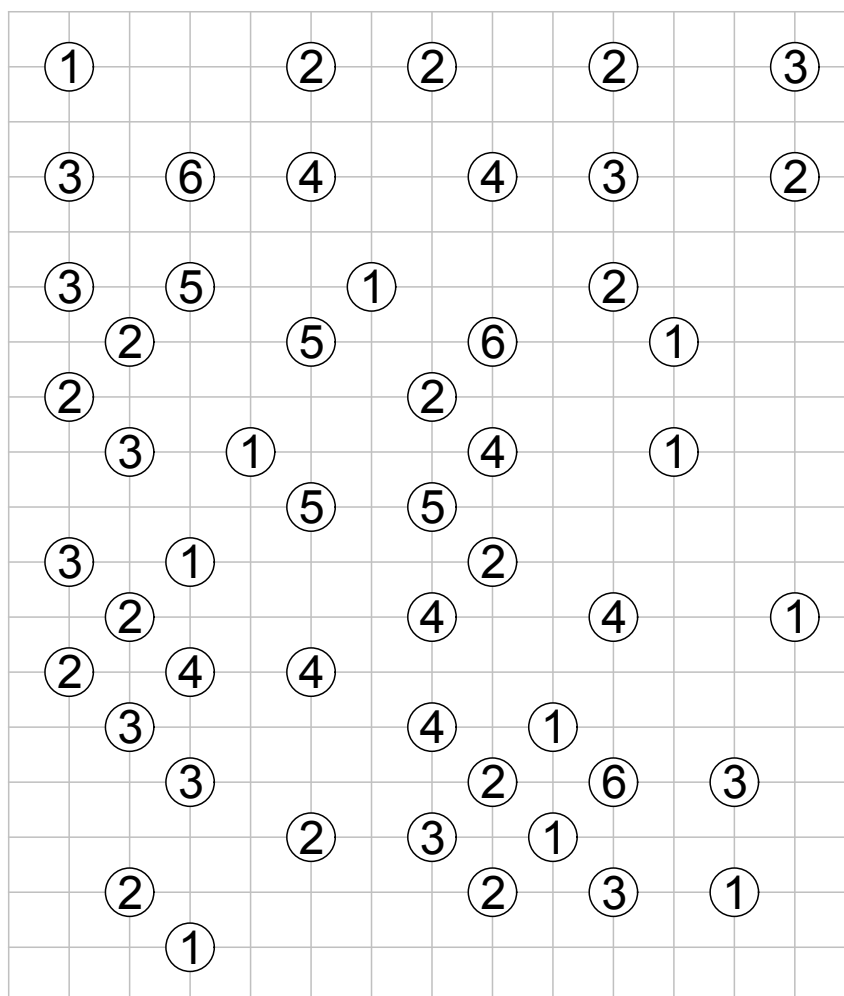 1 2 2 2 3
3 6 4 4 3 2
3 5 1 2
2 5 6 1
2 2
3 1 4 1
5 5
3 1 2
2 4 4 1
2 4 4
3 4 1
3 2 6 3
2 3 1
2 2 3 1
1